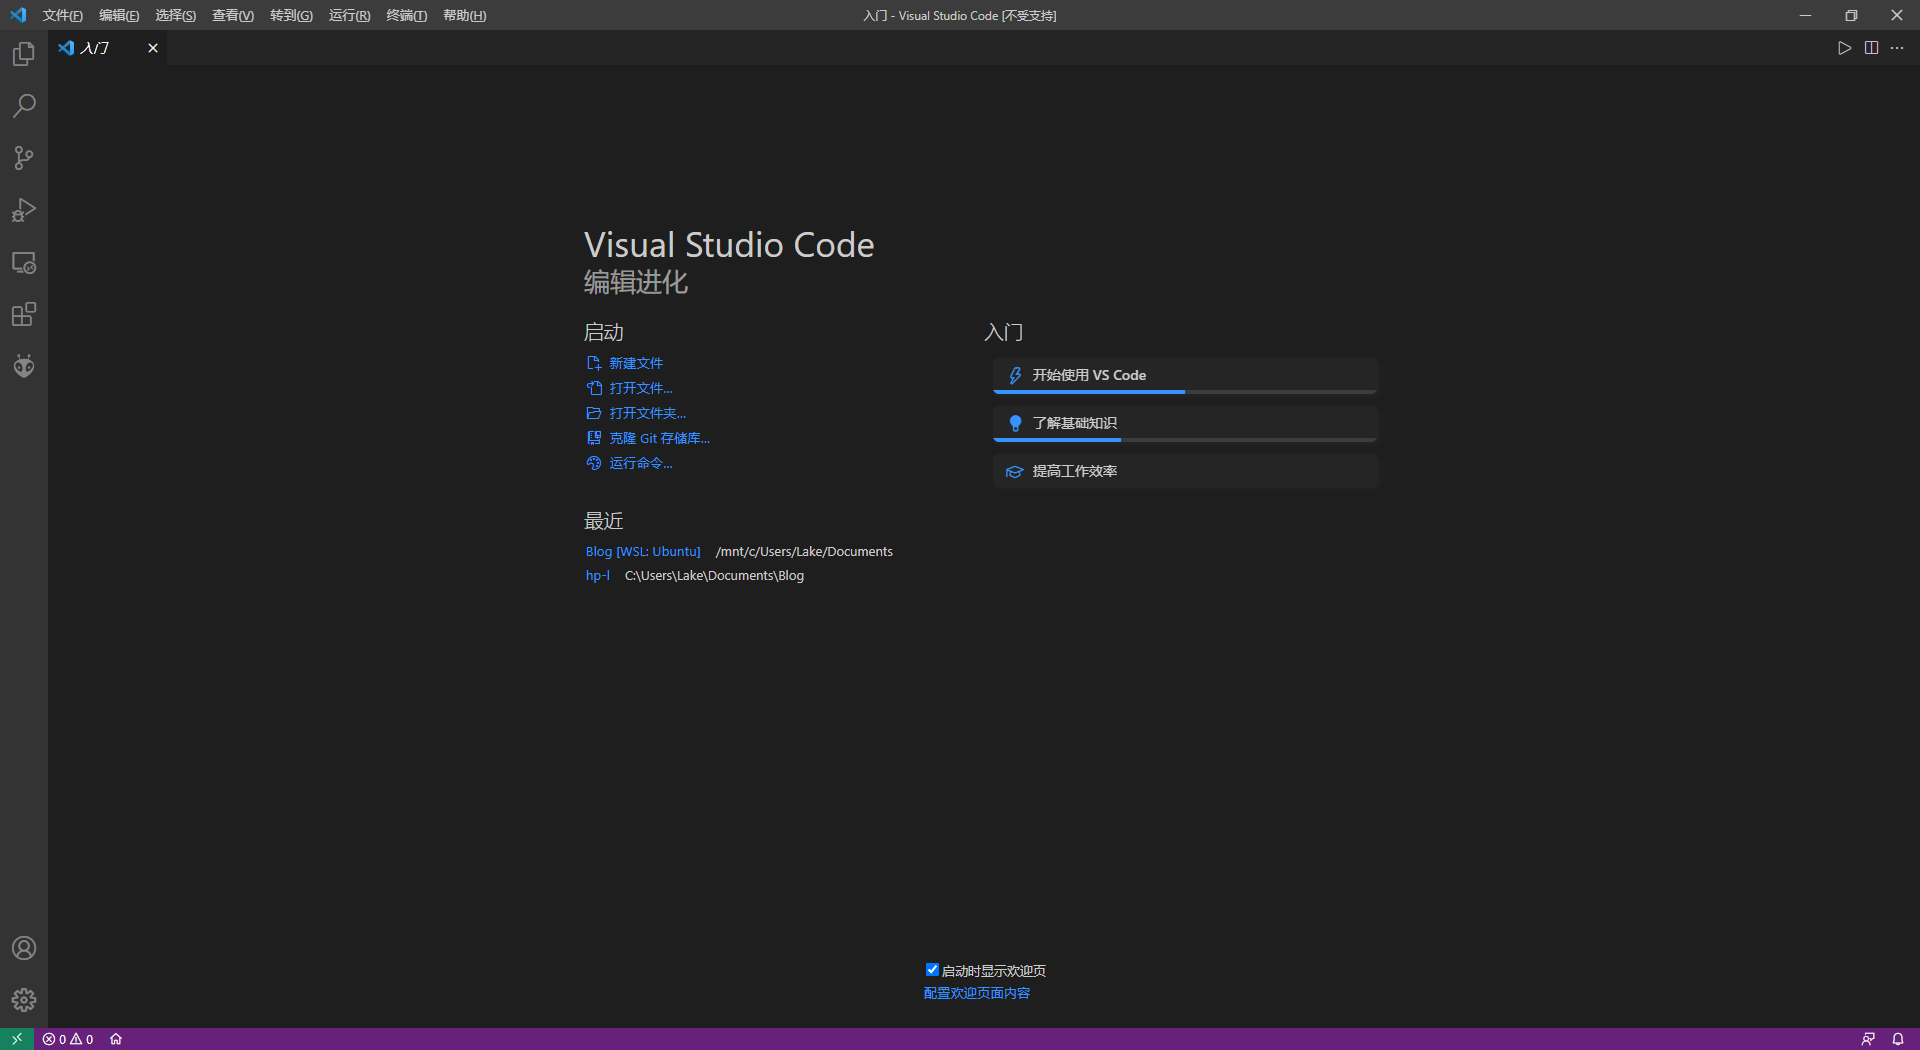 文件(F) 编辑(E) 选择(S) 查看(V) 转到(G) 运行(R) 终端(T) 帮助(H)
入门 - Visual Studio Code [不受支持]
入门
Visual Studio Code
编辑进化
启动
新建文件
打开文件...
打开文件夹...
克隆 Git 存储库...
运行命令...
最近
Blog [WSL: Ubuntu] /mnt/c/Users/Lake/Documents
hp-l C:\Users\Lake\Documents\Blog
入门
开始使用 VS Code
了解基础知识
提高工作效率
启动时显示欢迎页
配置欢迎页面内容
0 0